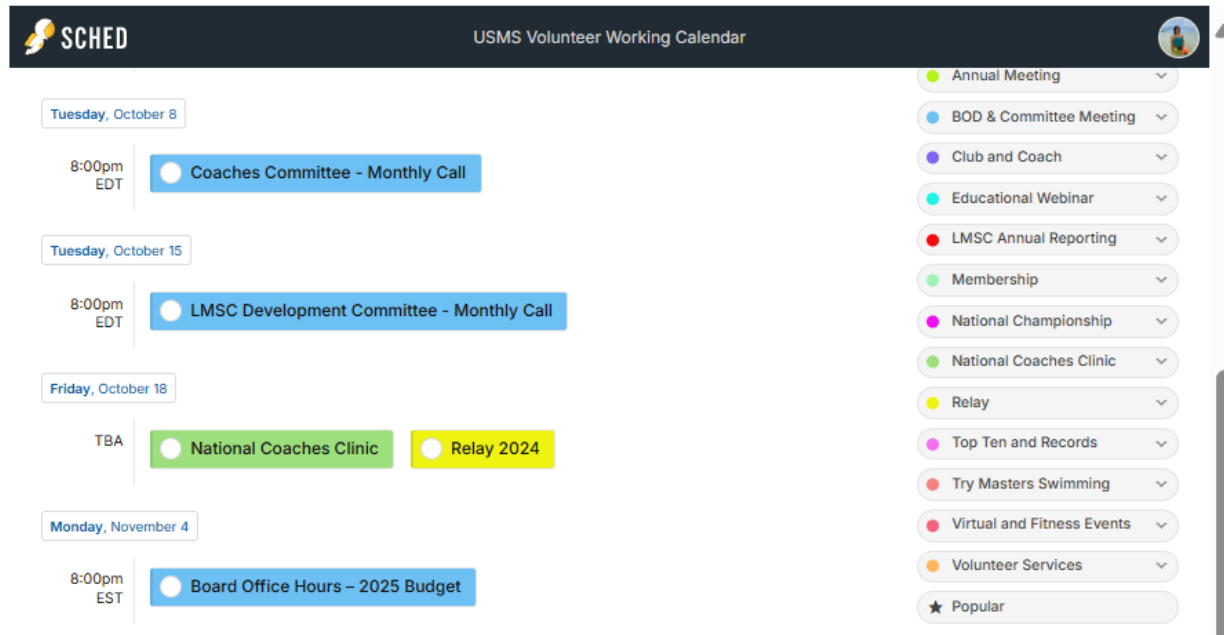 SCHED
USMS Volunteer Working Calendar
Tuesday, October 8
8:00pm
EDT
Coaches Committee - Monthly Call
Tuesday, October 15
8:00pm
EDT
LMSC Development Committee - Monthly Call
Friday, October 18
TBA
National Coaches Clinic
Relay 2024
Monday, November 4
8:00pm
EST
Board Office Hours – 2025 Budget
Annual Meeting
BOD & Committee Meeting
Club and Coach
Educational Webinar
LMSC Annual Reporting
Membership
National Championship
National Coaches Clinic
Relay
Top Ten and Records
Try Masters Swimming
Virtual and Fitness Events
Volunteer Services
Popular